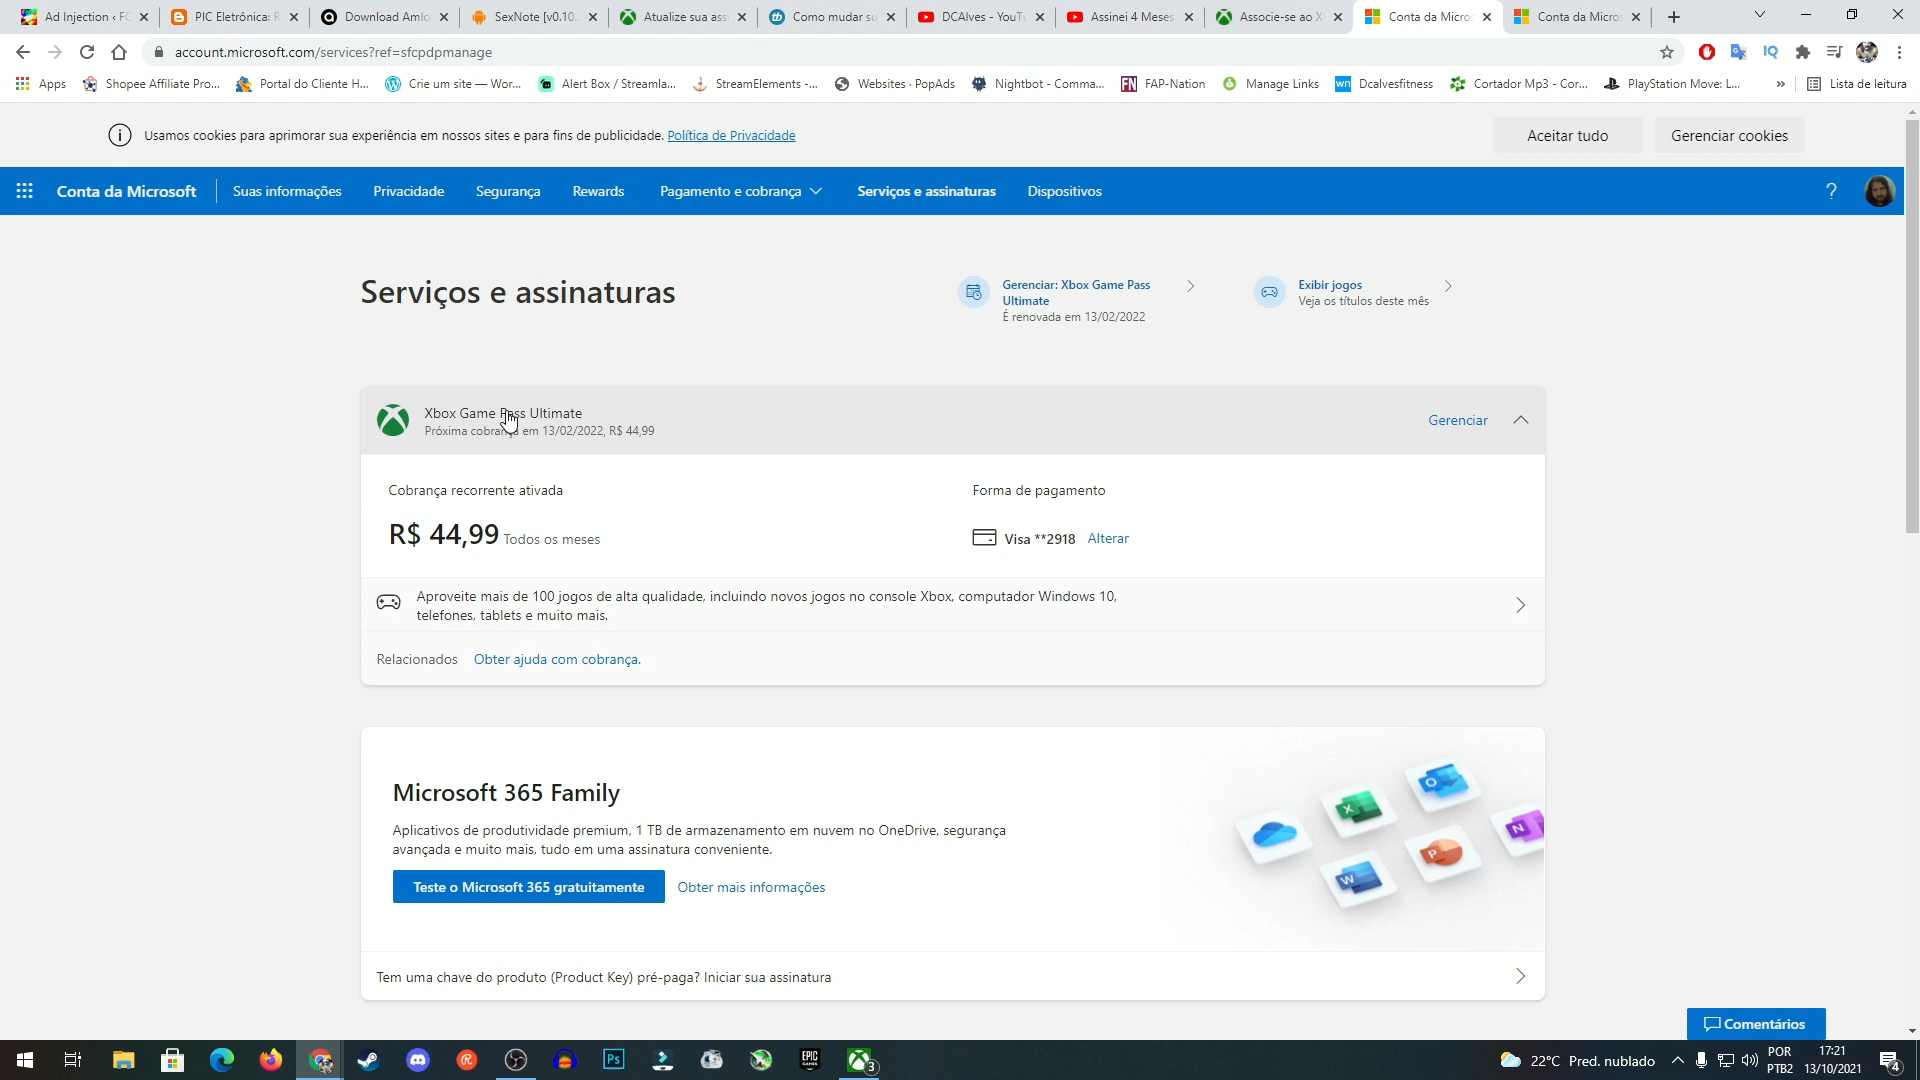 Ad Injection ‹ FC
PIC Eletrônica: R
Download Amlo
SexNote [v0.10.
Atualize sua ass
Como mudar su
DCAlves - YouTu
Assinei 4 Meses
Associe-se ao X
Conta da Micros
Conta da Micros
account.microsoft.com/services?ref=sfcpdpmanage
Apps
Shopee Affiliate Pro...
Portal do Cliente H...
Crie um site — Wor...
Alert Box / Streamla...
StreamElements -...
Websites · PopAds
Nightbot - Comma...
FAP-Nation
Manage Links
Dcalvesfitness
Cortador Mp3 - Cor...
PlayStation Move: L...
»
Lista de leitura
Usamos cookies para aprimorar sua experiência em nossos sites e para fins de publicidade. Política de Privacidade
Aceitar tudo
Gerenciar cookies
Conta da Microsoft
Suas informações
Privacidade
Segurança
Rewards
Pagamento e cobrança
Serviços e assinaturas
Dispositivos
?
Serviços e assinaturas
Gerenciar: Xbox Game Pass
Ultimate
É renovada em 13/02/2022
Exibir jogos
Veja os títulos deste mês
Xbox Game Pass Ultimate
Próxima cobrança em 13/02/2022, R$ 44,99
Gerenciar
Cobrança recorrente ativada
R$ 44,99 Todos os meses
Forma de pagamento
Visa **2918 Alterar
Aproveite mais de 100 jogos de alta qualidade, incluindo novos jogos no console Xbox, computador Windows 10,
telefones, tablets e muito mais.
Relacionados Obter ajuda com cobrança.
Microsoft 365 Family
Aplicativos de produtividade premium, 1 TB de armazenamento em nuvem no OneDrive, segurança
avançada e muito mais, tudo em uma assinatura conveniente.
Teste o Microsoft 365 gratuitamente
Obter mais informações
Tem uma chave do produto (Product Key) pré-paga? Iniciar sua assinatura
Comentários
22°C Pred. nublado
POR
PTB2
17:21
13/10/2021
4
3